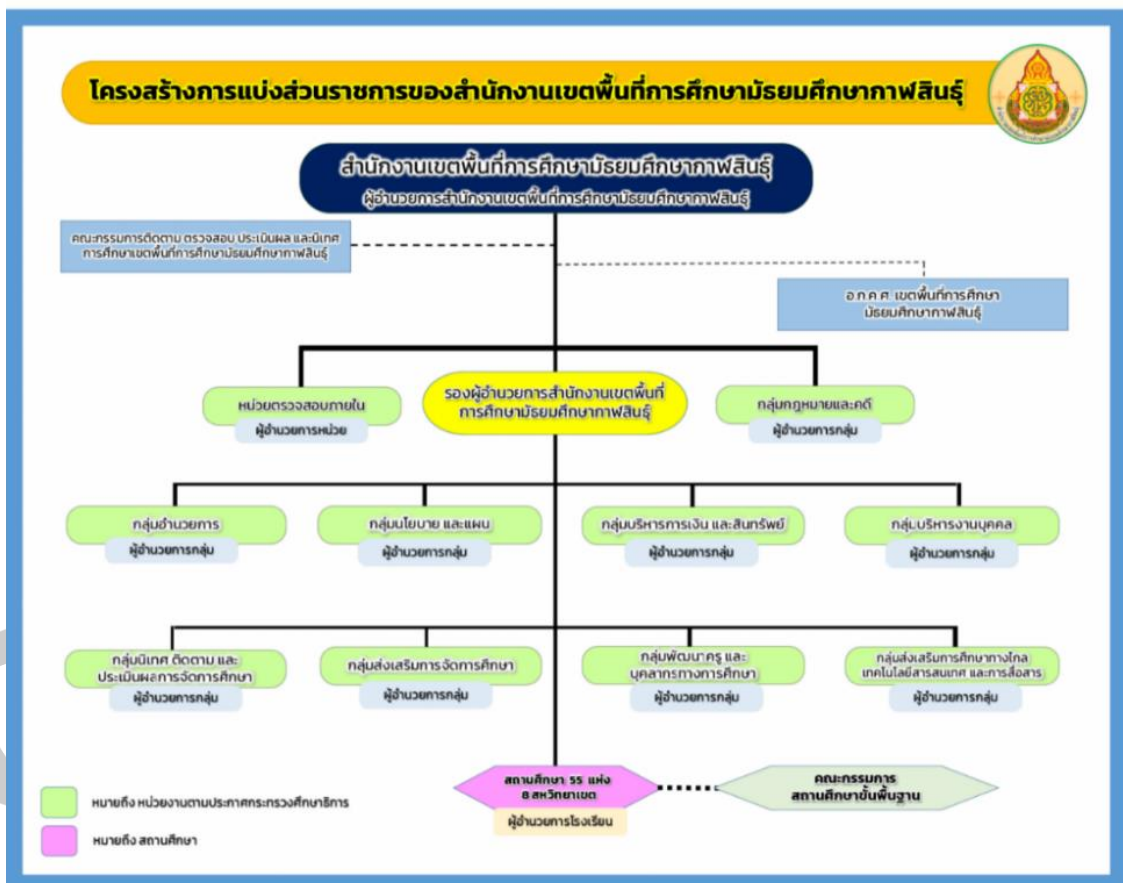 โครงสร้างการแบ่งส่วนราชการของสำนักงานเขตพื้นที่การศึกษามัธยมศึกษากาฬสินธุ์
สำนักงานเขตพื้นที่การศึกษามัธยมศึกษากาฬสินธุ์
ผู้อำนวยการสำนักงานเขตพื้นที่การศึกษามัธยมศึกษากาฬสินธุ์
คณะกรรมการติดตาม ตรวจสอบ ประเมินผล และนิเทศ
การศึกษาเขตพื้นที่การศึกษามัธยมศึกษากาฬสินธุ์
อ.ก.ค.ศ. เขตพื้นที่การศึกษา
มัธยมศึกษากาฬสินธุ์
หน่วยตรวจสอบภายใน
ผู้อำนวยการหน่วย
รองผู้อำนวยการสำนักงานเขตพื้นที่
การศึกษามัธยมศึกษากาฬสินธุ์
กลุ่มกฎหมายและคดี
ผู้อำนวยการกลุ่ม
กลุ่มอำนวยการ
ผู้อำนวยการกลุ่ม
กลุ่มนโยบาย และแผน
ผู้อำนวยการกลุ่ม
กลุ่มบริหารการเงิน และสินทรัพย์
ผู้อำนวยการกลุ่ม
กลุ่มบริหารงานบุคคล
ผู้อำนวยการกลุ่ม
กลุ่มนิเทศ ติดตาม และ
ประเมินผลการจัดการศึกษา
ผู้อำนวยการกลุ่ม
กลุ่มส่งเสริมการจัดการศึกษา
ผู้อำนวยการกลุ่ม
กลุ่มพัฒนาครู และ
บุคลากรทางการศึกษา
ผู้อำนวยการกลุ่ม
กลุ่มส่งเสริมการศึกษาทางไกล
เทคโนโลยีสารสนเทศ และการสื่อสาร
ผู้อำนวยการกลุ่ม
สถานศึกษา 55 แห่ง
8 สหวิทยาเขต
ผู้อำนวยการโรงเรียน
คณะกรรมการ
สถานศึกษาขั้นพื้นฐาน
หมายถึง หน่วยงานตามประกาศกระทรวงศึกษาธิการ
หมายถึง สถานศึกษา